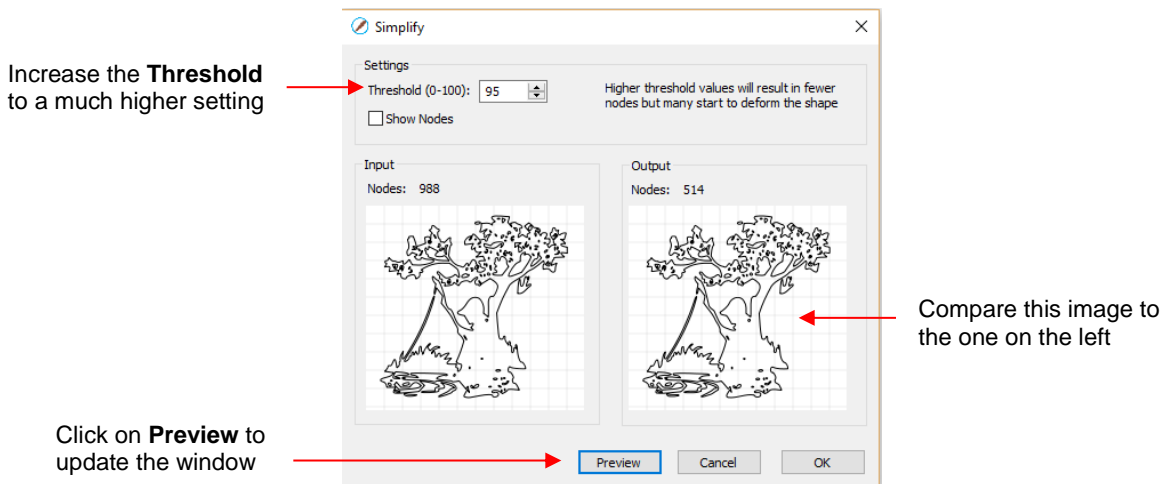 Simplify
Increase the Threshold
to a much higher setting
Settings
Threshold (0-100): 95
Show Nodes
Higher threshold values will result in fewer
nodes but many start to deform the shape
Input
Nodes: 988
Output
Nodes: 514
Compare this image to
the one on the left
Click on Preview to
update the window
Preview
Cancel
OK